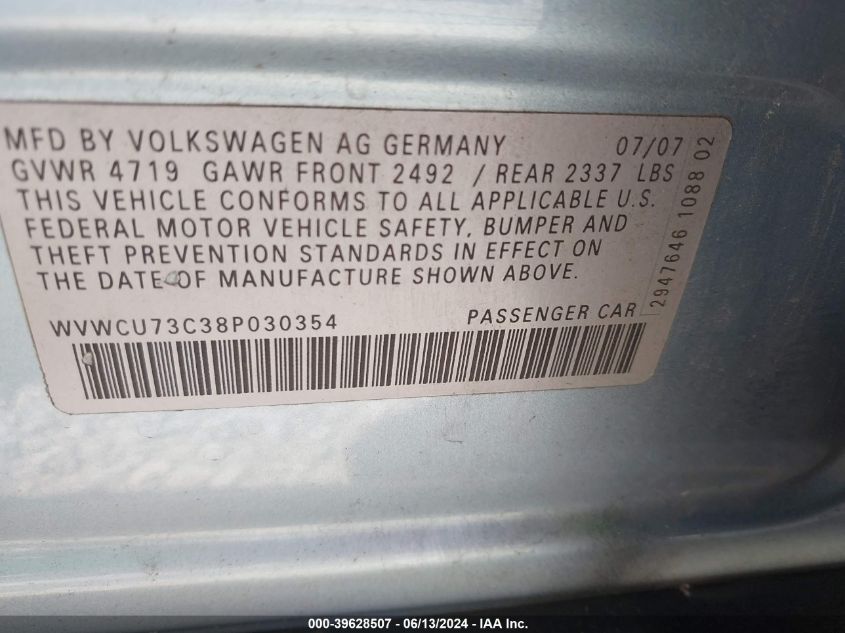 MFD BY VOLKSWAGEN AG GERMANY 07/07
GVWR 4719 GAWR FRONT 2492 / REAR 2337 LBS
THIS VEHICLE CONFORMS TO ALL APPLICABLE U.S.
FEDERAL MOTOR VEHICLE SAFETY, BUMPER AND
THEFT PREVENTION STANDARDS IN EFFECT ON
THE DATE OF MANUFACTURE SHOWN ABOVE.
WVWCU73C38P030354 PASSENGER CAR
2947646 1088 02
000-39628507 - 06/13/2024 - IAA Inc.